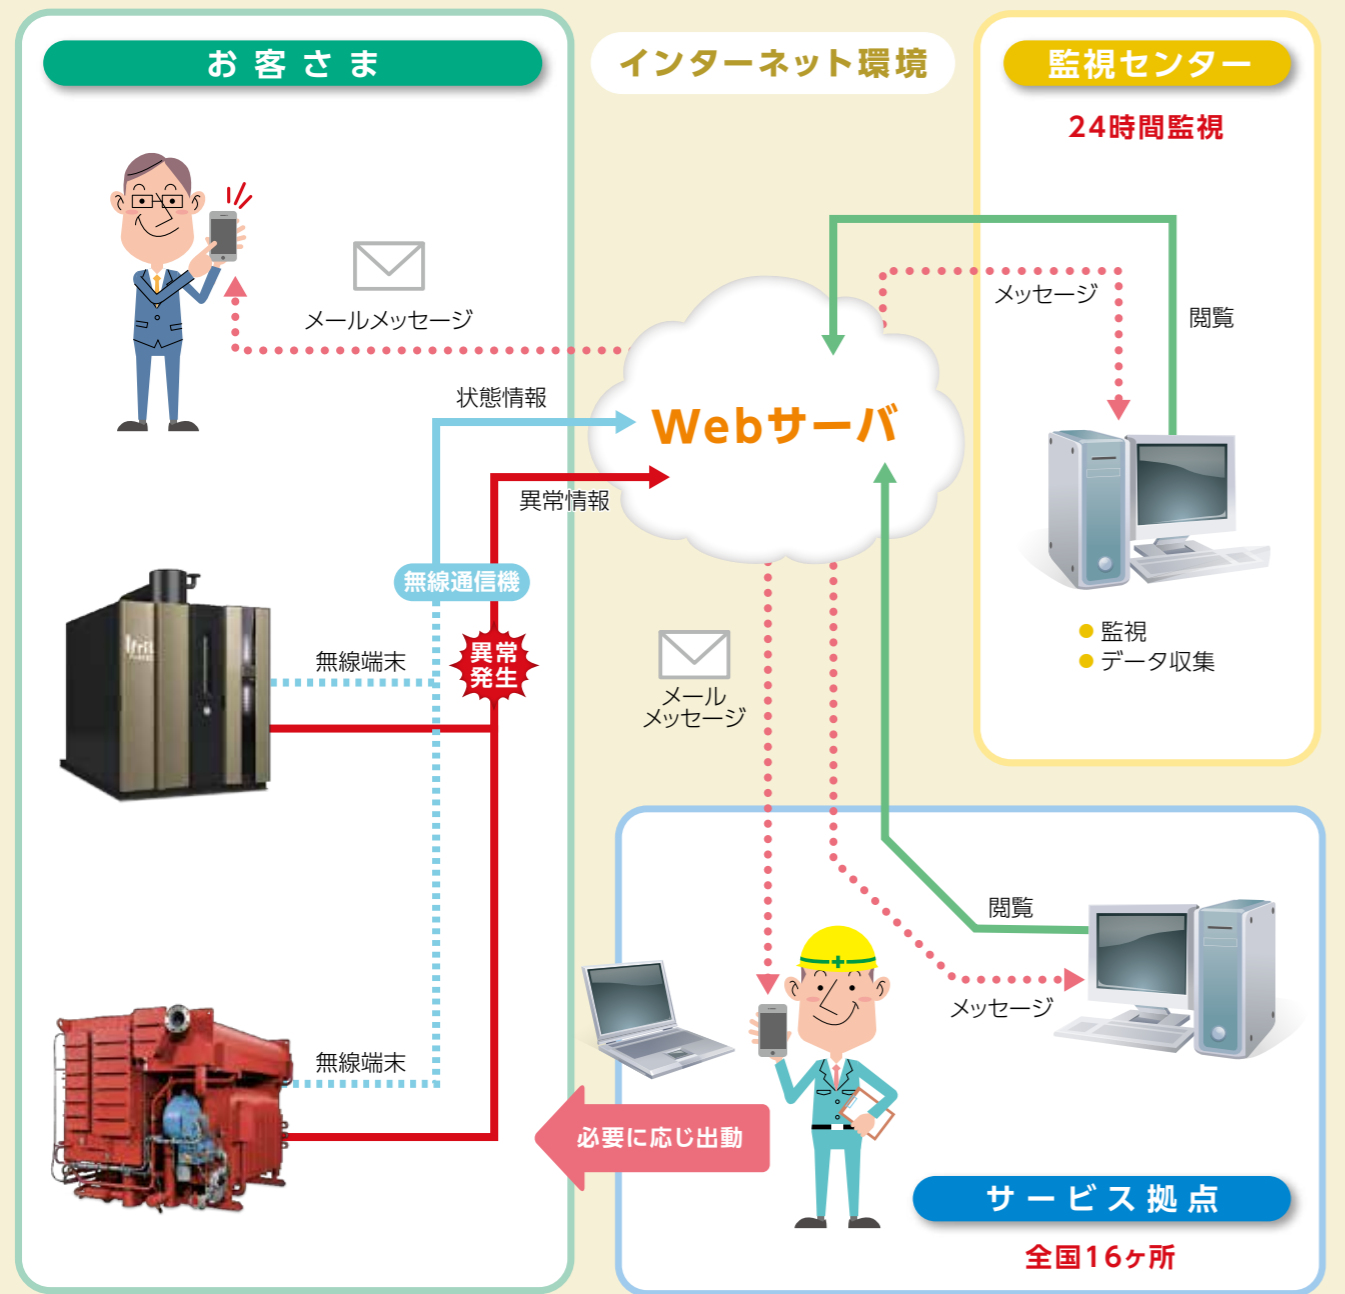 お客さま
インターネット環境
監視センター
24時間監視
メールメッセージ
メッセージ
閲覧
状態情報
Webサーバ
異常情報
無線通信機
異常
発生
無線端末
メール
メッセージ
監視
データ収集
閲覧
メッセージ
無線端末
必要に応じ出動
サービス拠点
全国16ヶ所